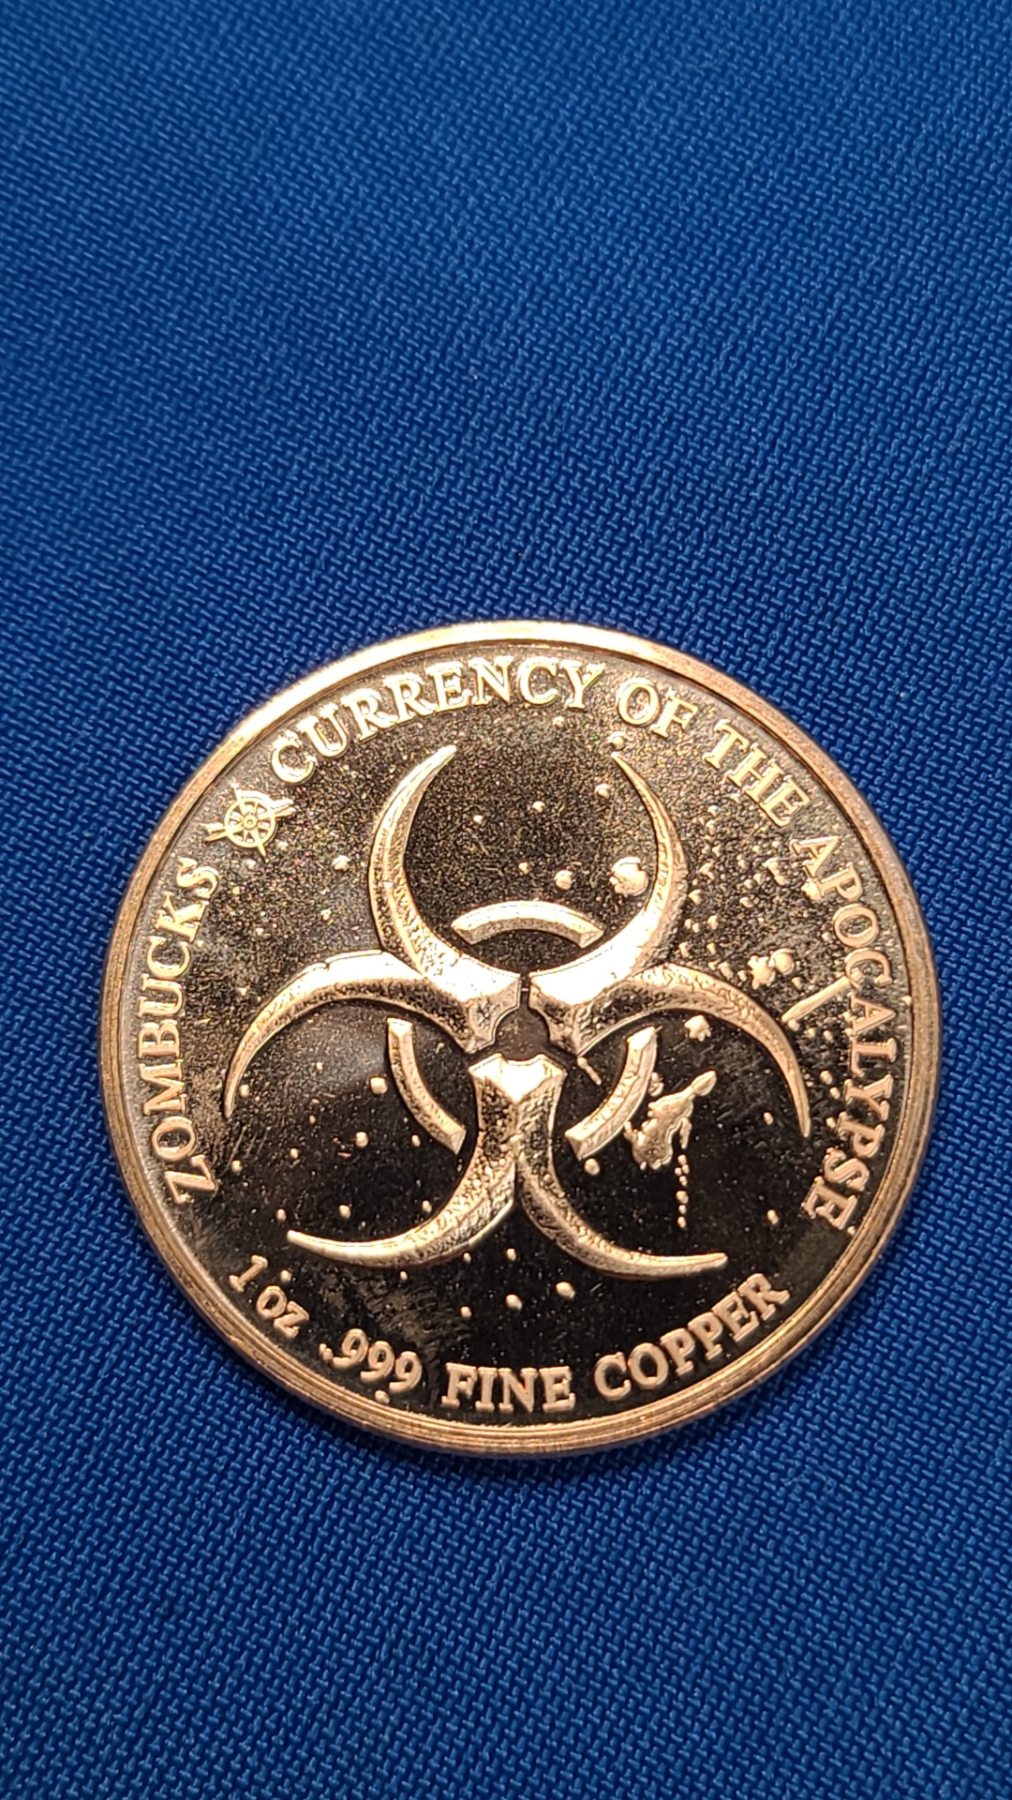 ZOMBUCKS
CURRENCY OF THE APOCALYPSE
1 OZ .999 FINE COPPER